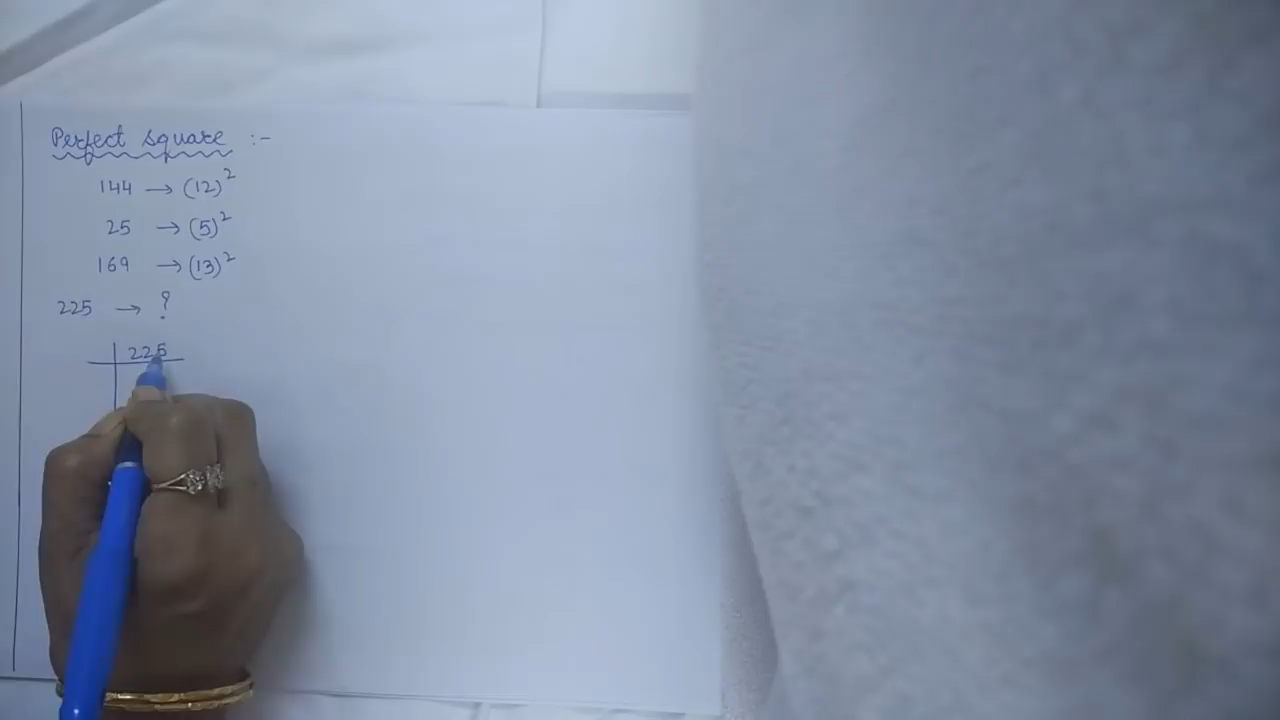 Perfect square :-
144 → (12)²
25 → (5)²
169 → (13)²
225 → ?
225